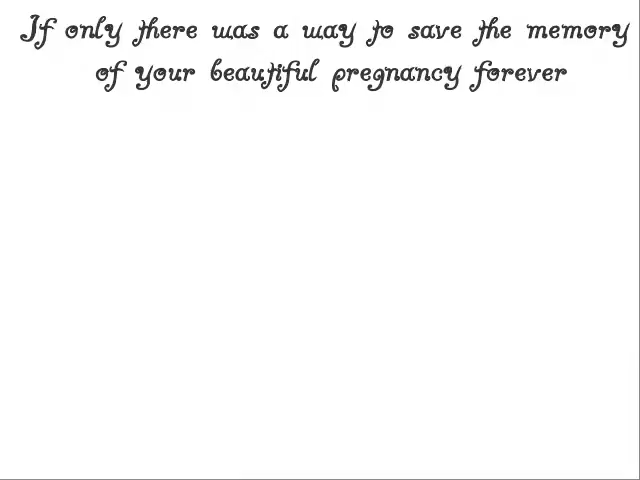 If only there was a way to save the memory
of your beautiful pregnancy forever